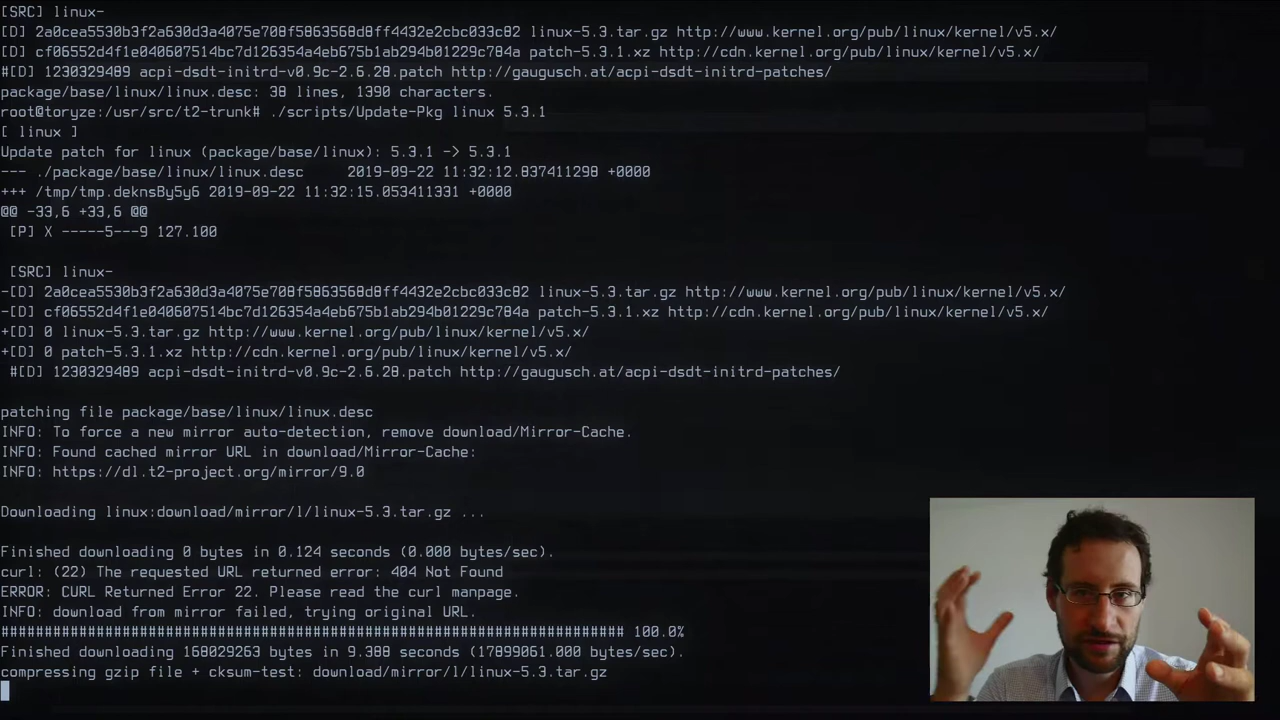 [SRC] linux-
[D] 2a0cea5530b3f2a630d3a4075e708f5863568d8ff4432e2cbc033c82 linux-5.3.tar.gz http://www.kernel.org/pub/linux/kernel/v5.x/
[D] cf06552d4f1e040607514bc7d126354a4eb675b1ab294b01229c784a patch-5.3.1.xz http://cdn.kernel.org/pub/linux/kernel/v5.x/
#[D] 1230329489 acpi-dsdt-initrd-v0.9c-2.6.28.patch http://gaugusch.at/acpi-dsdt-initrd-patches/
package/base/linux/linux.desc: 38 lines, 1390 characters.
root@toryze:/usr/src/t2-trunk# ./scripts/Update-Pkg linux 5.3.1
[ linux ]
Update patch for linux (package/base/linux): 5.3.1 -> 5.3.1
--- ./package/base/linux/linux.desc     2019-09-22 11:32:12.837411298 +0000
+++ /tmp/tmp.deknsBy5y6 2019-09-22 11:32:15.053411331 +0000
@@ -33,6 +33,6 @@
 [P] X -----5---9 127.100
 [SRC] linux-
-[D] 2a0cea5530b3f2a630d3a4075e708f5863568d8ff4432e2cbc033c82 linux-5.3.tar.gz http://www.kernel.org/pub/linux/kernel/v5.x/
-[D] cf06552d4f1e040607514bc7d126354a4eb675b1ab294b01229c784a patch-5.3.1.xz http://cdn.kernel.org/pub/linux/kernel/v5.x/
+[D] 0 linux-5.3.tar.gz http://www.kernel.org/pub/linux/kernel/v5.x/
+[D] 0 patch-5.3.1.xz http://cdn.kernel.org/pub/linux/kernel/v5.x/
 #[D] 1230329489 acpi-dsdt-initrd-v0.9c-2.6.28.patch http://gaugusch.at/acpi-dsdt-initrd-patches/
patching file package/base/linux/linux.desc
INFO: To force a new mirror auto-detection, remove download/Mirror-Cache.
INFO: Found cached mirror URL in download/Mirror-Cache:
INFO: https://dl.t2-project.org/mirror/9.0
Downloading linux:download/mirror/l/linux-5.3.tar.gz ...
Finished downloading 0 bytes in 0.124 seconds (0.000 bytes/sec).
curl: (22) The requested URL returned error: 404 Not Found
ERROR: CURL Returned Error 22. Please read the curl manpage.
INFO: download from mirror failed, trying original URL.
######################################################################## 100.0%
Finished downloading 168029263 bytes in 9.388 seconds (17899061.000 bytes/sec).
compressing gzip file + cksum-test: download/mirror/l/linux-5.3.tar.gz